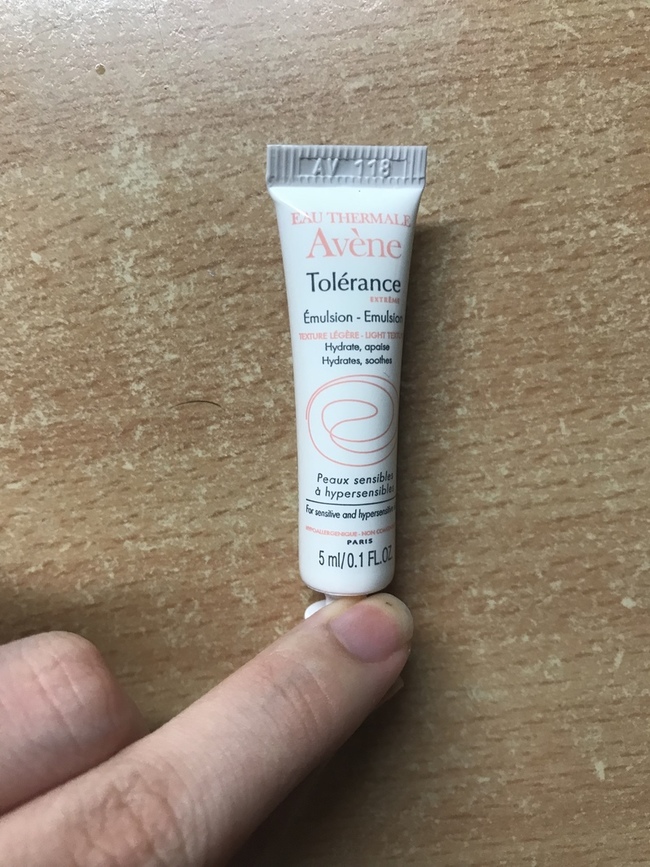 AV 118
EAU THERMALE
Avène
Tolérance
EXTRÊME
Émulsion - Emulsion
TEXTURE LÉGÈRE - LIGHT
Hydrate, apaise
Hydrates, soothes
Peaux sensibles
à hypersensibles
For sensitive and
PARIS
5 ml/0.1 FL.OZ